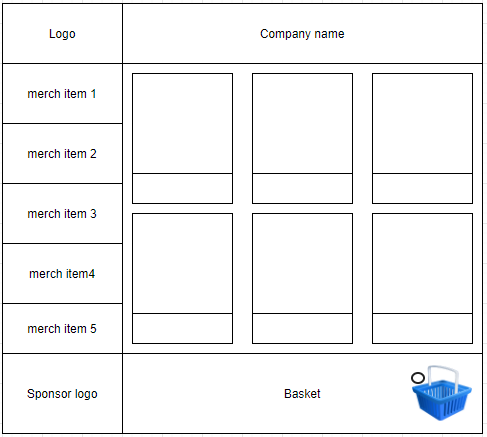 Logo
Company name
merch item 1
merch item 2
merch item 3
merch item4
merch item 5
Sponsor logo
Basket